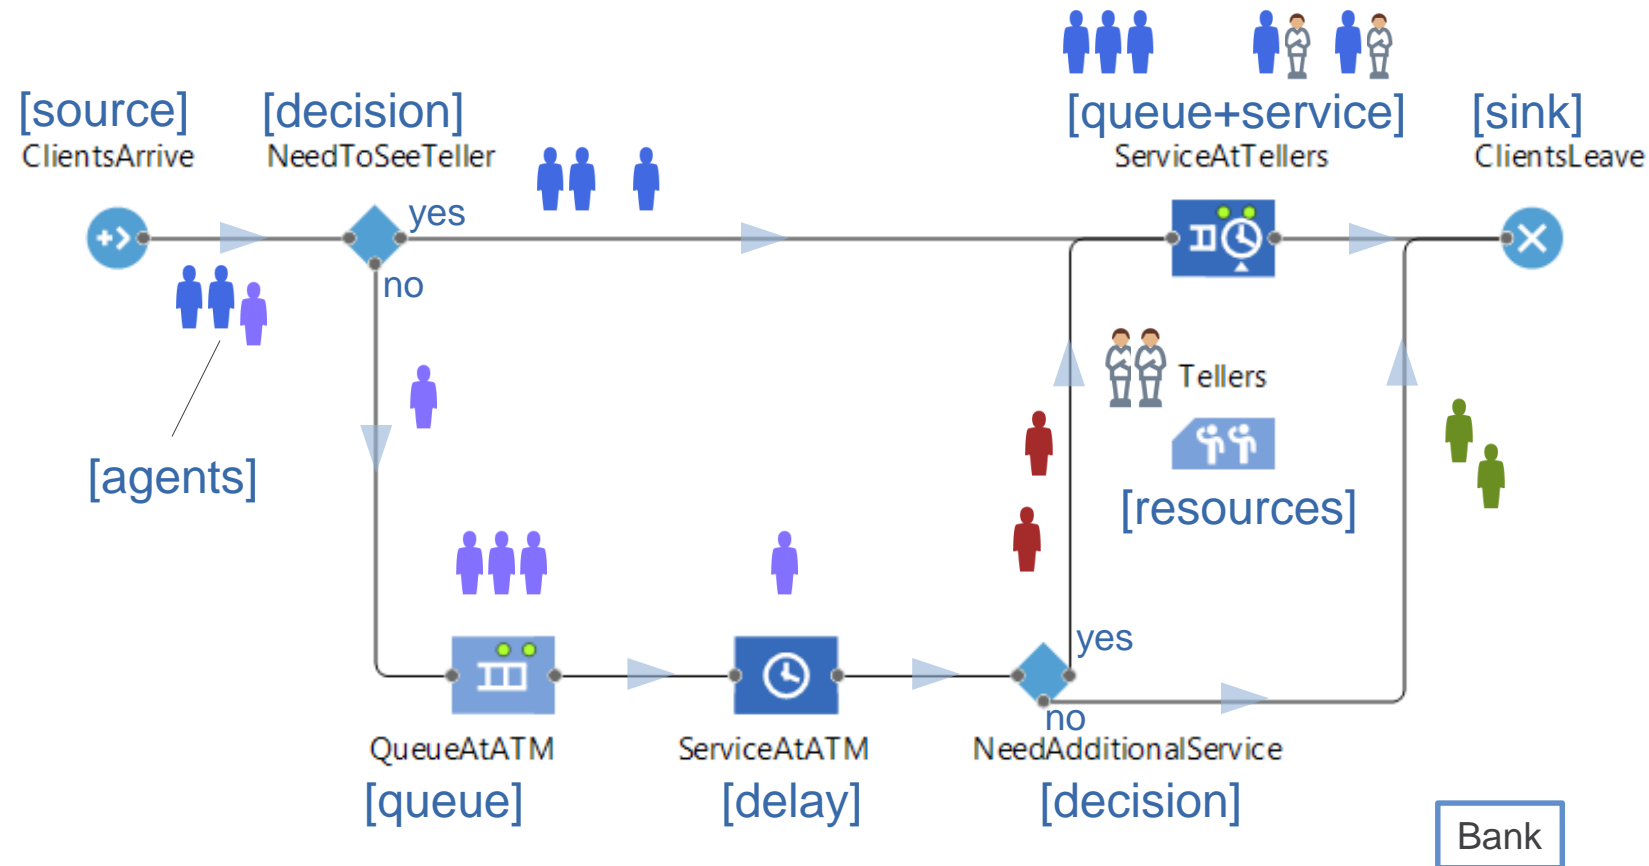 [source]
ClientsArrive
[decision]
NeedToSeeTeller
yes
no
[agents]
[queue+service]
ServiceAtTellers
[sink]
ClientsLeave
Tellers
[resources]
QueueAtATM
[queue]
ServiceAtATM
[delay]
yes
no
NeedAdditionalService
[decision]
Bank